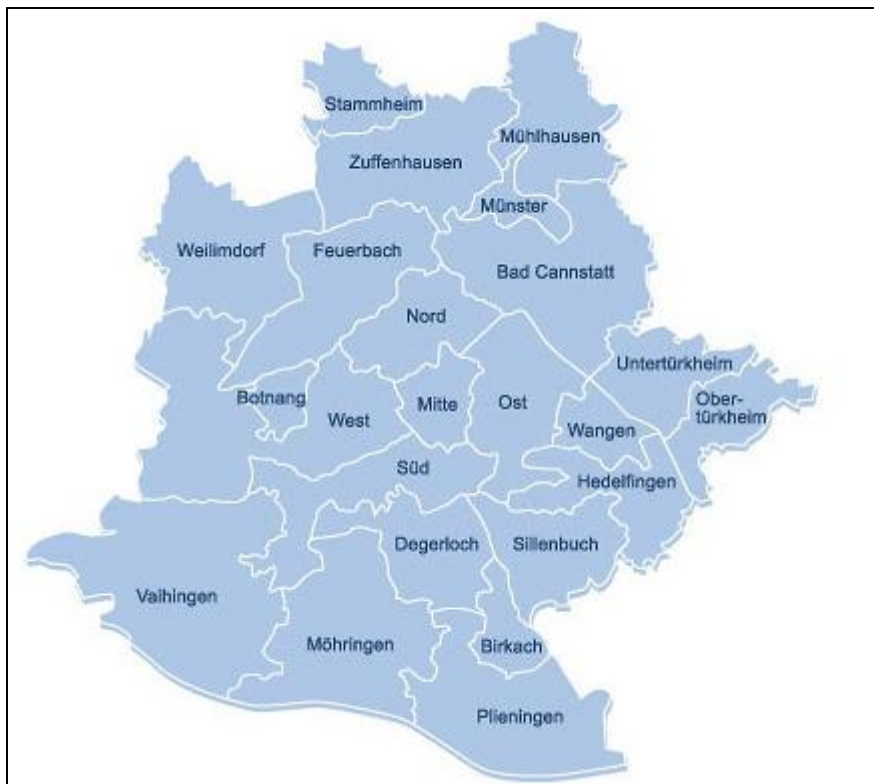 Stammheim
Mühlhausen
Zuffenhausen
Münster
Weilimdorf
Feuerbach
Bad Cannstatt
Nord
Untertürkheim
Botnang
West
Mitte
Ost
Ober-
türkheim
Wangen
Süd
Hedelfingen
Degerloch
Sillenbuch
Vaihingen
Möhringen
Birkach
Plieningen